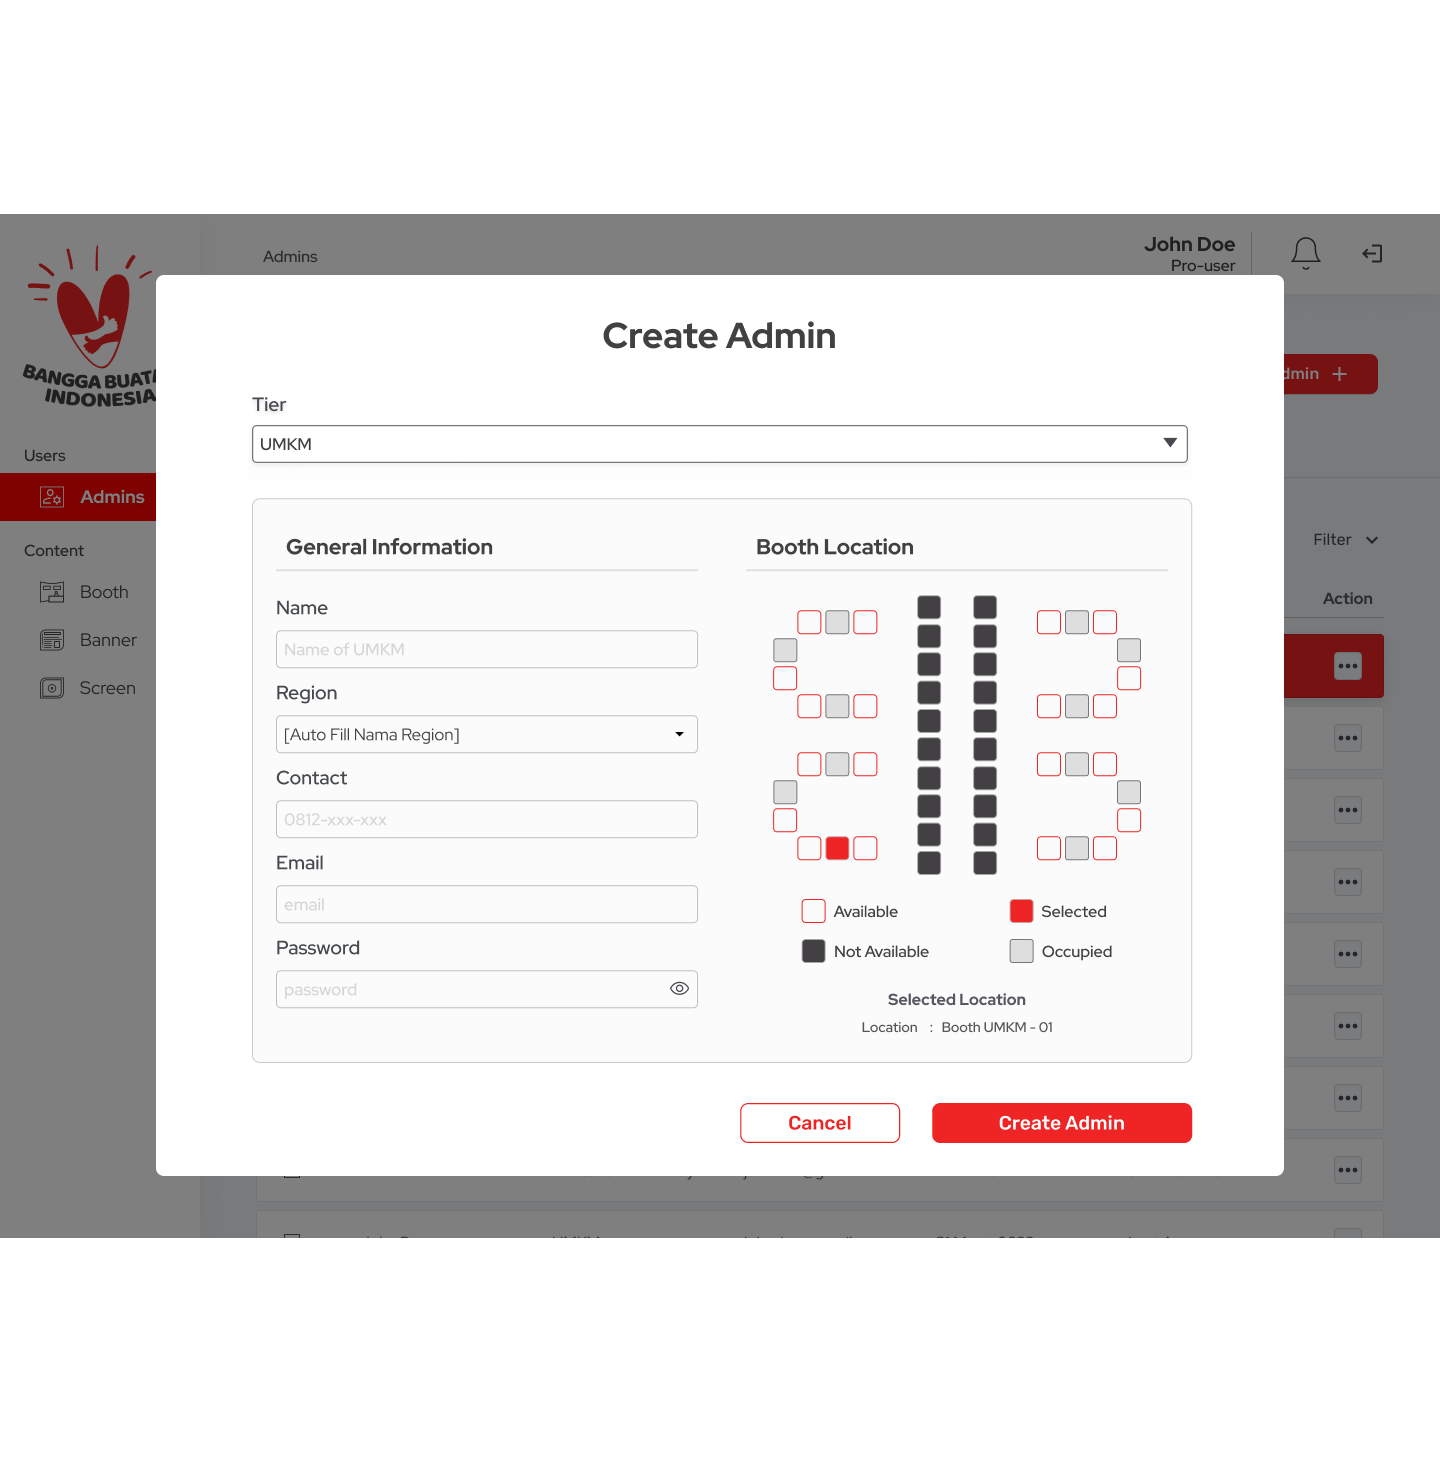 Admins
John Doe
Pro-user
BANGGA BUATA
INDONESIA
Users
Admins
Content
Booth
Banner
Screen
dmin
Filter
Action
Create Admin
Tier
UMKM
General Information
Name
Name of UMKM
Region
[Auto Fill Nama Region]
Contact
0812-xxx-xxx
Email
email
Password
password
Booth Location
Available
Selected
Not Available
Occupied
Selected Location
Location : Booth UMKM - 01
Cancel
Create Admin